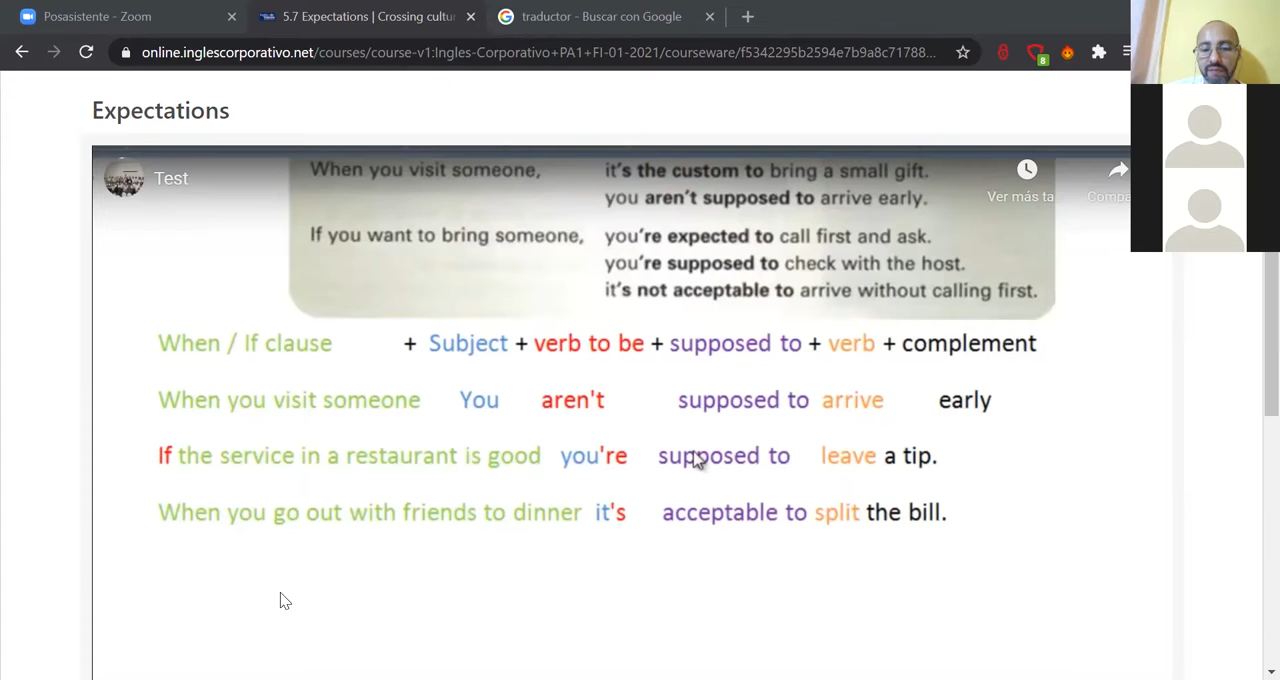 Posasistente - Zoom
5.7 Expectations | Crossing cultu
traductor - Buscar con Google
online.inglescorporativo.net/courses/course-v1:Ingles-Corporativo+PA1+FI-01-2021/courseware/f5342295b2594e7b9a8c71788...
8
Expectations
Test
When you visit someone, it's the custom to bring a small gift.
you aren't supposed to arrive early.
Ver más ta
Compa
If you want to bring someone, you're expected to call first and ask.
you're supposed to check with the host.
it's not acceptable to arrive without calling first.
When / If clause + Subject + verb to be + supposed to + verb + complement
When you visit someone You aren't supposed to arrive early
If the service in a restaurant is good you're supposed to leave a tip.
When you go out with friends to dinner it's acceptable to split the bill.